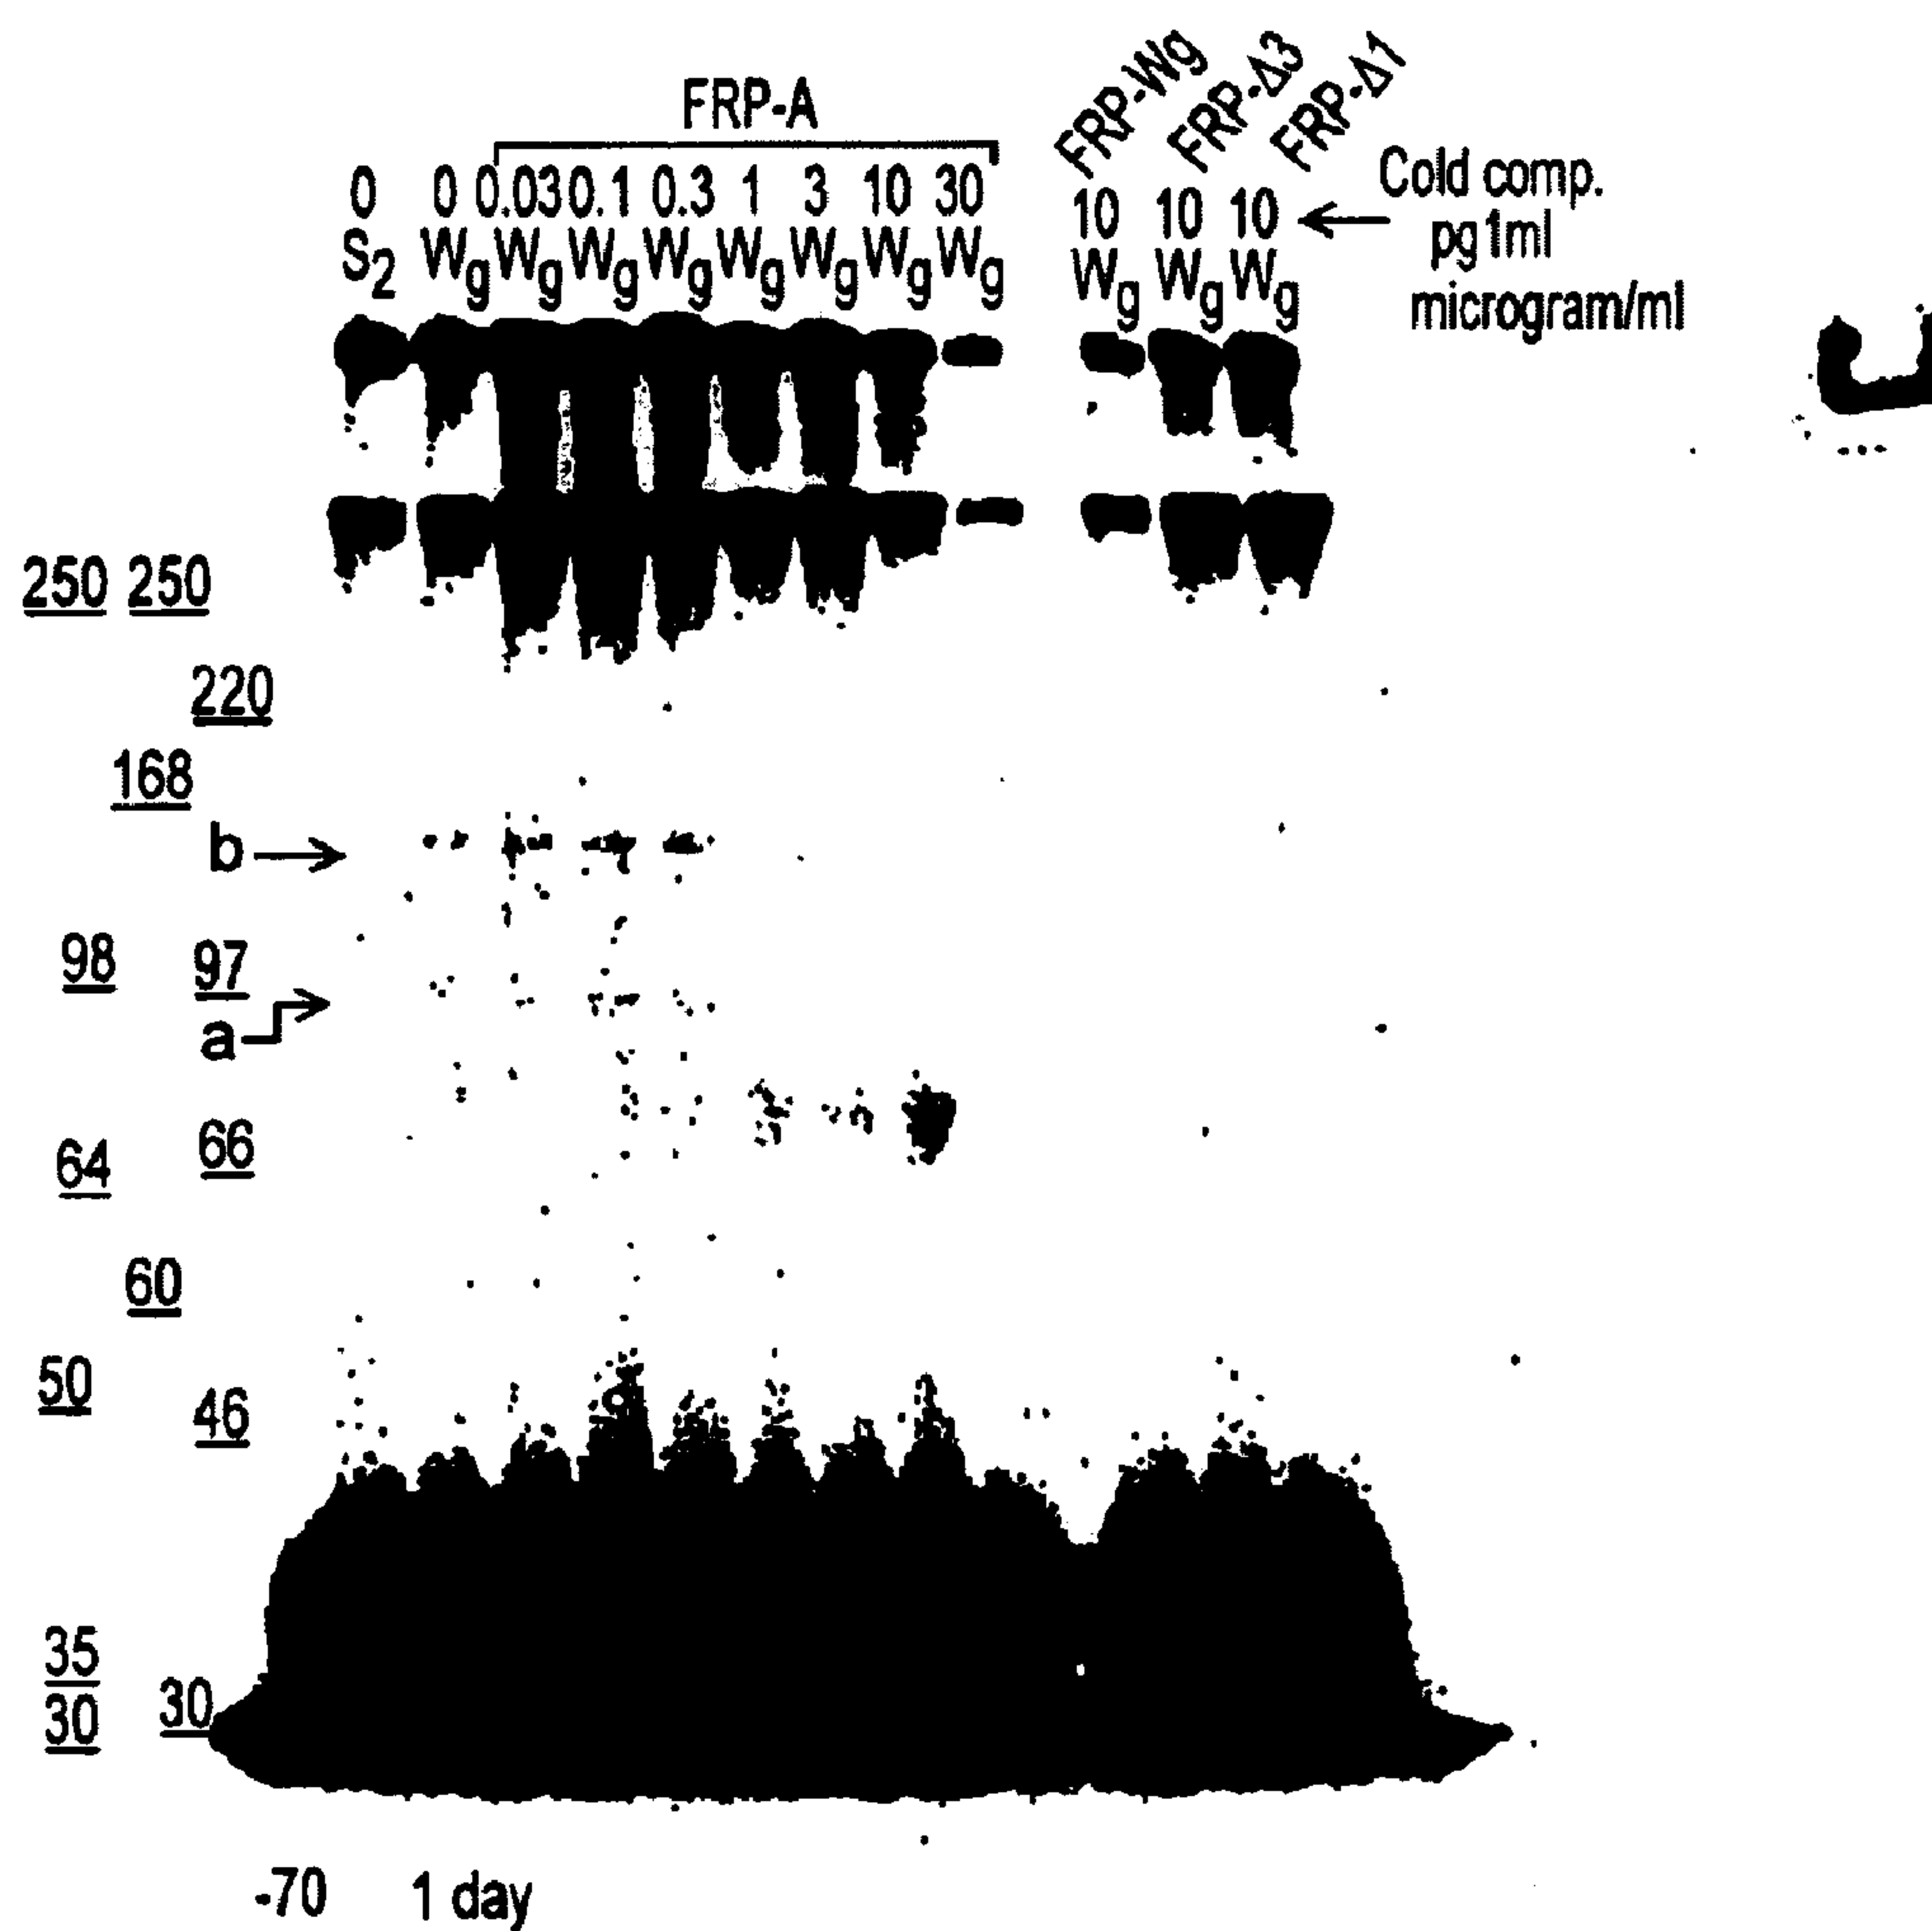 FRP-A
FRP-Wg FRP-Δ3 FRP-Δ1
0 0 0.03 0.1 0.3 1 3 10 30 10 10 10 Cold comp.
pg1ml
S2 Wg Wg Wg Wg Wg Wg Wg Wg Wg Wg Wg
microgram/ml
250 250
220
168
b
98 97
a
66
64
60
50
46
35
30
30
-70 1 day